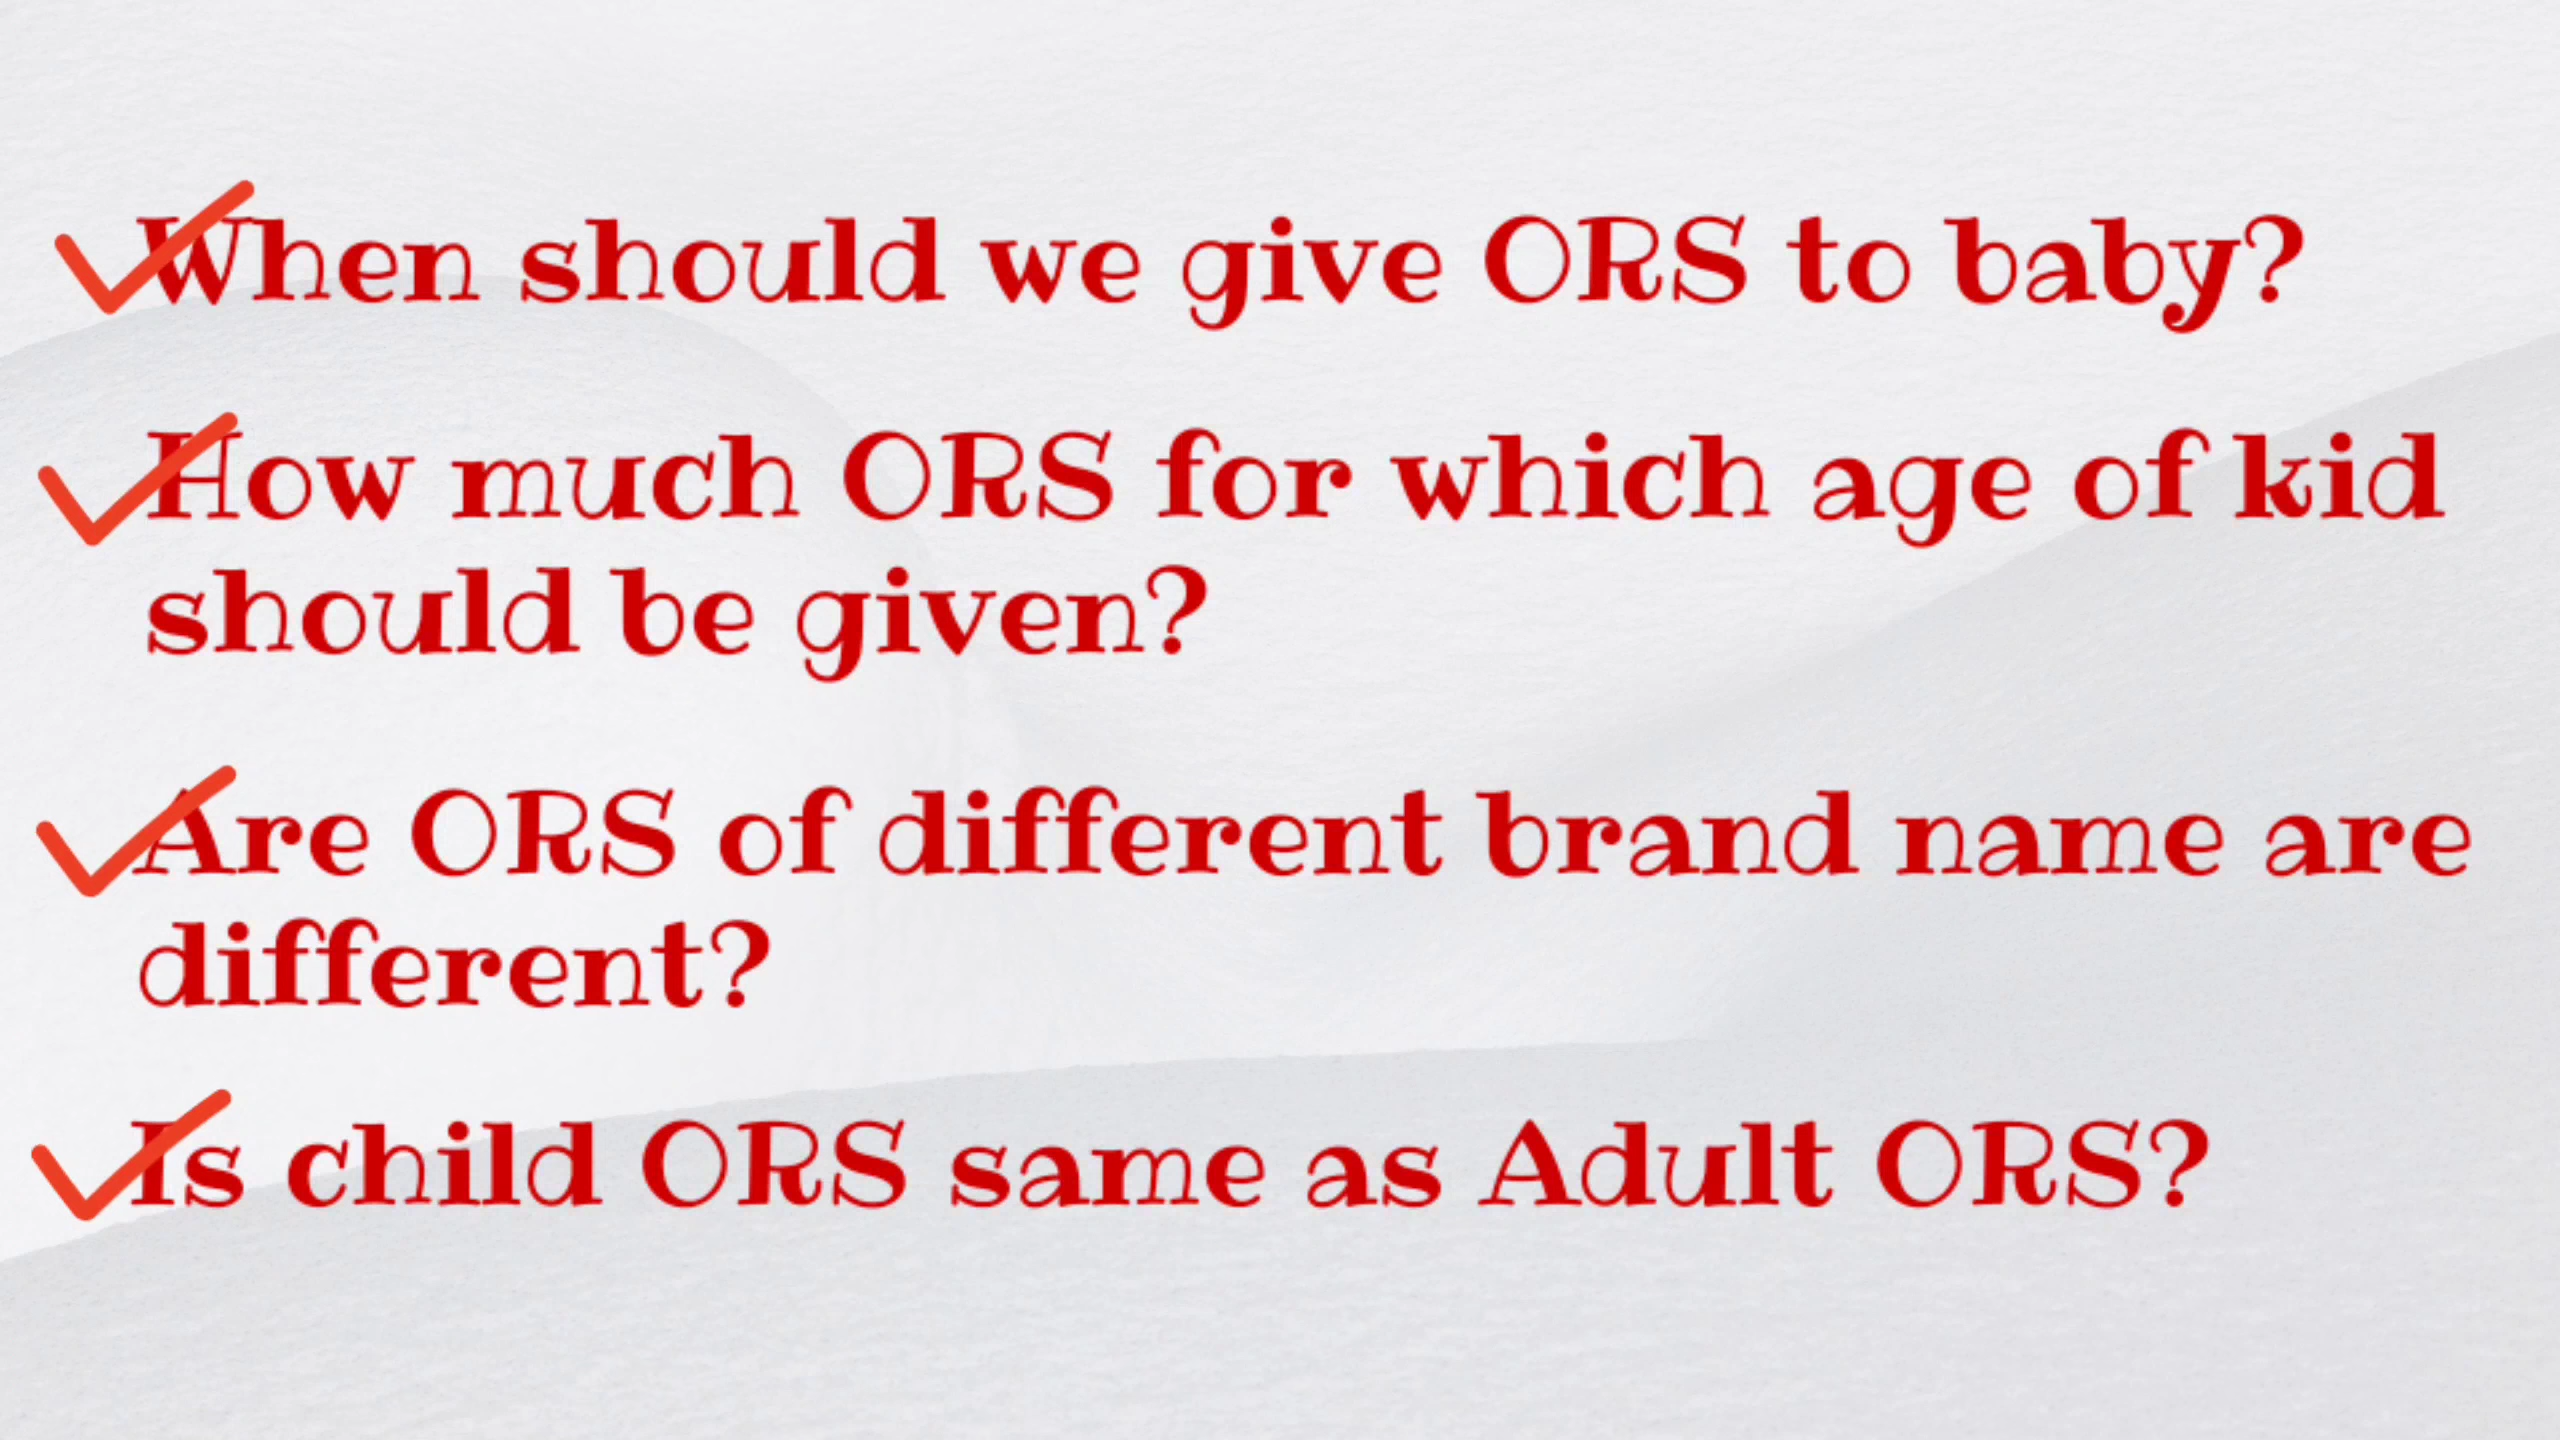 When should we give ORS to baby?
How much ORS for which age of kid
should be given?
Are ORS of different brand name are
different?
Is child ORS same as Adult ORS?